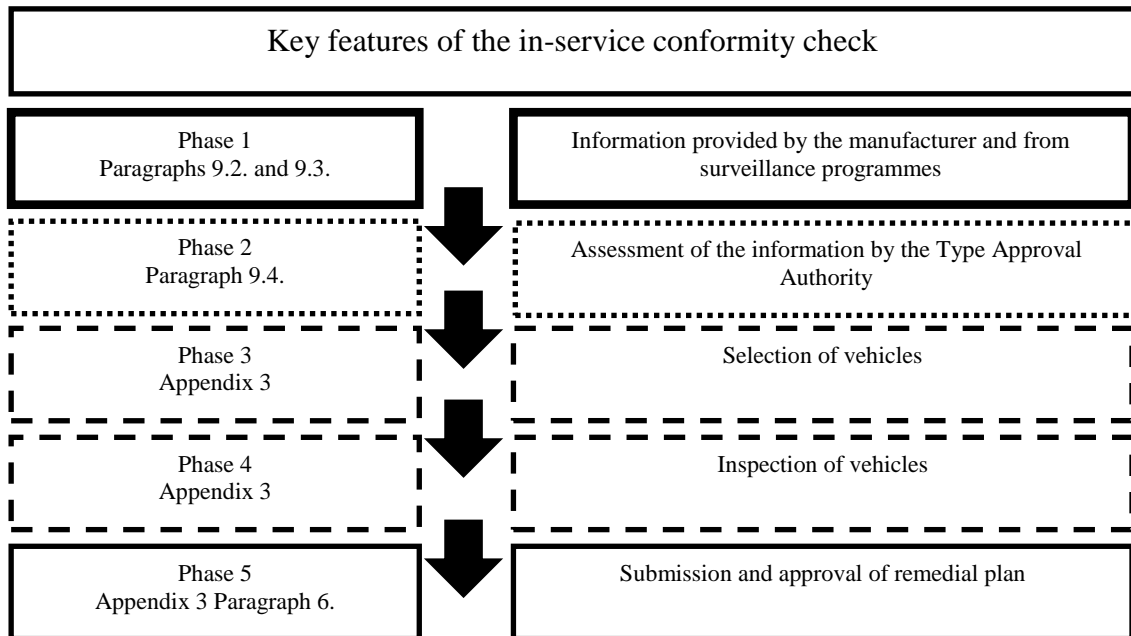 Key features of the in-service conformity check
Phase 1
Paragraphs 9.2. and 9.3.
Information provided by the manufacturer and from
surveillance programmes
Phase 2
Paragraph 9.4.
Assessment of the information by the Type Approval
Authority
Phase 3
Appendix 3
Selection of vehicles
Phase 4
Appendix 3
Inspection of vehicles
Phase 5
Appendix 3 Paragraph 6.
Submission and approval of remedial plan